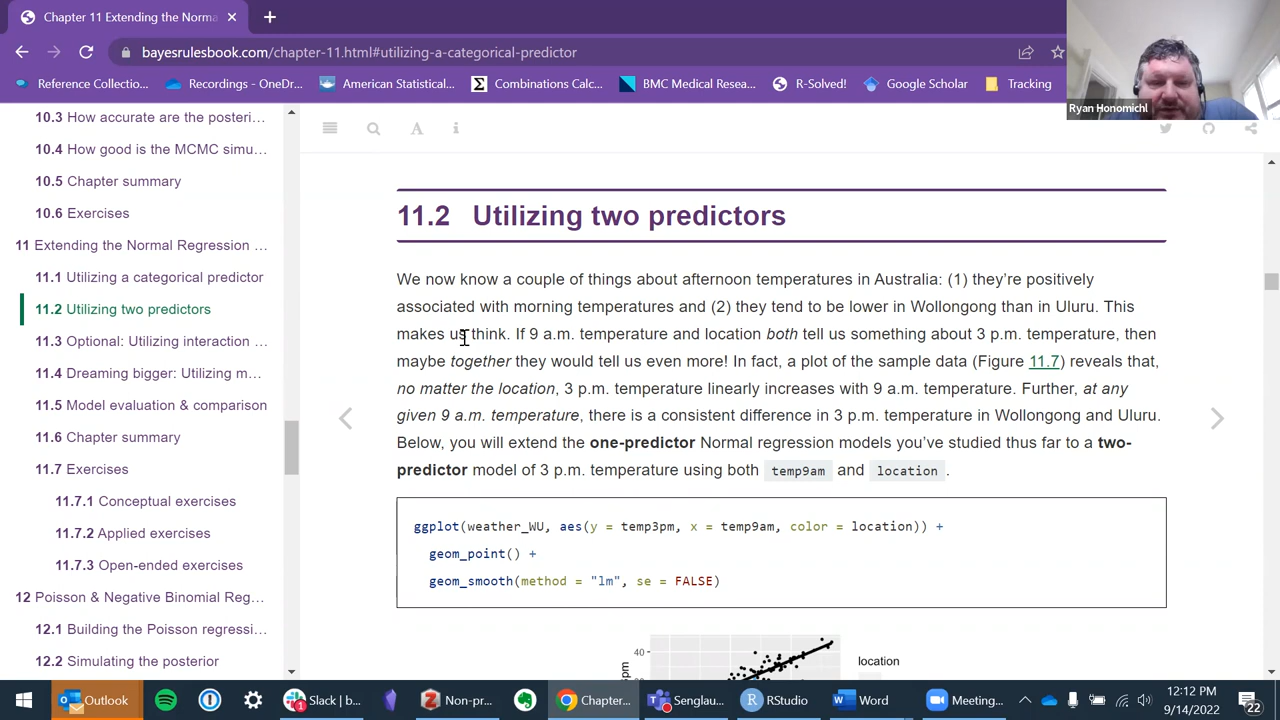 Chapter 11 Extending the Norma
bayesrulesbook.com/chapter-11.html#utilizing-a-categorical-predictor
Reference Collection...
Recordings - OneDr...
American Statistical...
Combinations Calc...
BMC Medical Resea...
R-Solved!
Google Scholar
Training
Ryan Honomichl
10.3 How accurate are the posteri...
10.4 How good is the MCMC simu...
10.5 Chapter summary
10.6 Exercises
11 Extending the Normal Regression ...
11.1 Utilizing a categorical predictor
11.2 Utilizing two predictors
11.3 Optional: Utilizing interaction ...
11.4 Dreaming bigger: Utilizing m...
11.5 Model evaluation & comparison
11.6 Chapter summary
11.7 Exercises
11.7.1 Conceptual exercises
11.7.2 Applied exercises
11.7.3 Open-ended exercises
12 Poisson & Negative Binomial Reg...
12.1 Building the Poisson regressi...
12.2 Simulating the posterior
11.2 Utilizing two predictors
We now know a couple of things about afternoon temperatures in Australia: (1) they're positively
associated with morning temperatures and (2) they tend to be lower in Wollongong than in Uluru. This
makes us think. If 9 a.m. temperature and location both tell us something about 3 p.m. temperature, then
maybe together they would tell us even more! In fact, a plot of the sample data (Figure 11.7) reveals that,
no matter the location, 3 p.m. temperature linearly increases with 9 a.m. temperature. Further, at any
given 9 a.m. temperature, there is a consistent difference in 3 p.m. temperature in Wollongong and Uluru.
Below, you will extend the one-predictor Normal regression models you've studied thus far to a two-
predictor model of 3 p.m. temperature using both temp9am and location.
ggplot(weather_WU, aes(y = temp3pm, x = temp9am, color = location)) +
geom_point() +
geom_smooth(method = "lm", se = FALSE)
40
location
Outlook
Slack | b...
Non-pro...
Chapter...
Senglau...
RStudio
Word
Meeting...
12:12 PM
9/14/2022
22